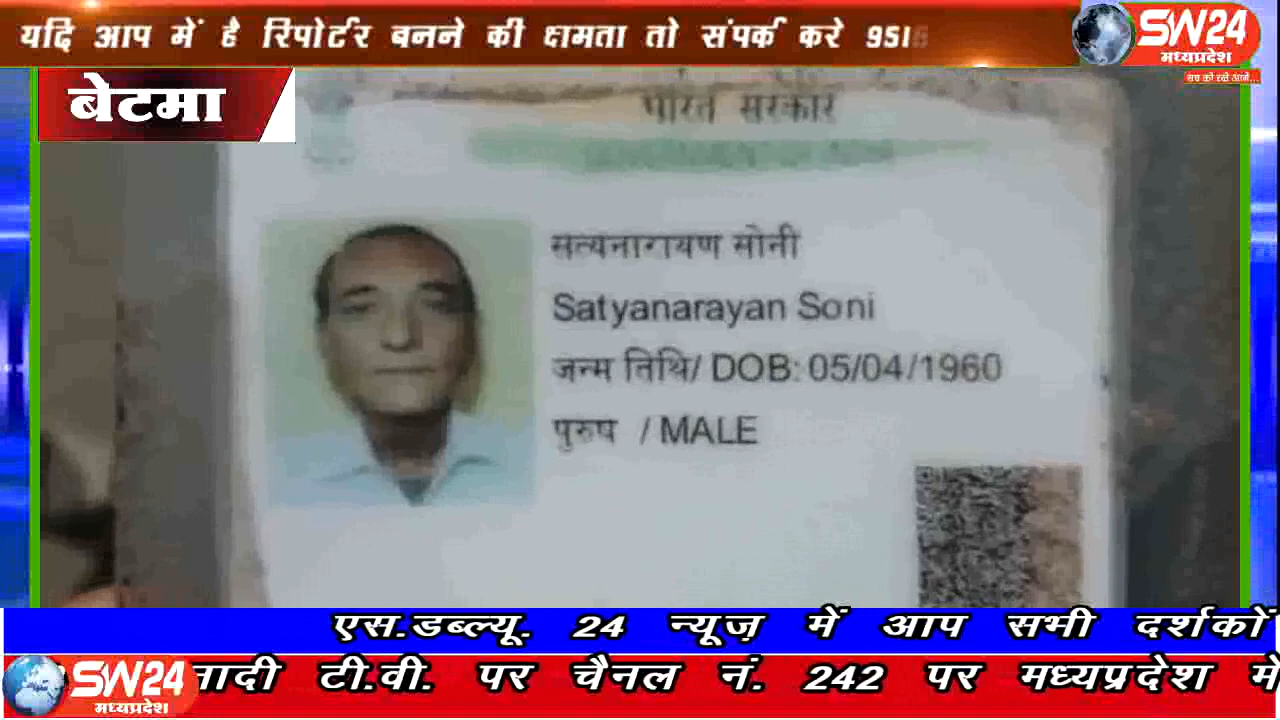 यदि आप में है रिपोर्टर बनने की क्षमता तो संपर्क करे 951
SW24
मध्यप्रदेश
बेटमा
सरकार
सत्यनारायण सोनी
Satyanarayan Soni
जन्म तिथि/ DOB: 05/04/1960
पुरुष / MALE
एस.डब्ल्यू. 24 न्यूज़ में आप सभी दर्शकों
टी.वी. पर चैनल नं. 242 पर मध्यप्रदेश में
SW24
मध्यप्रदेश